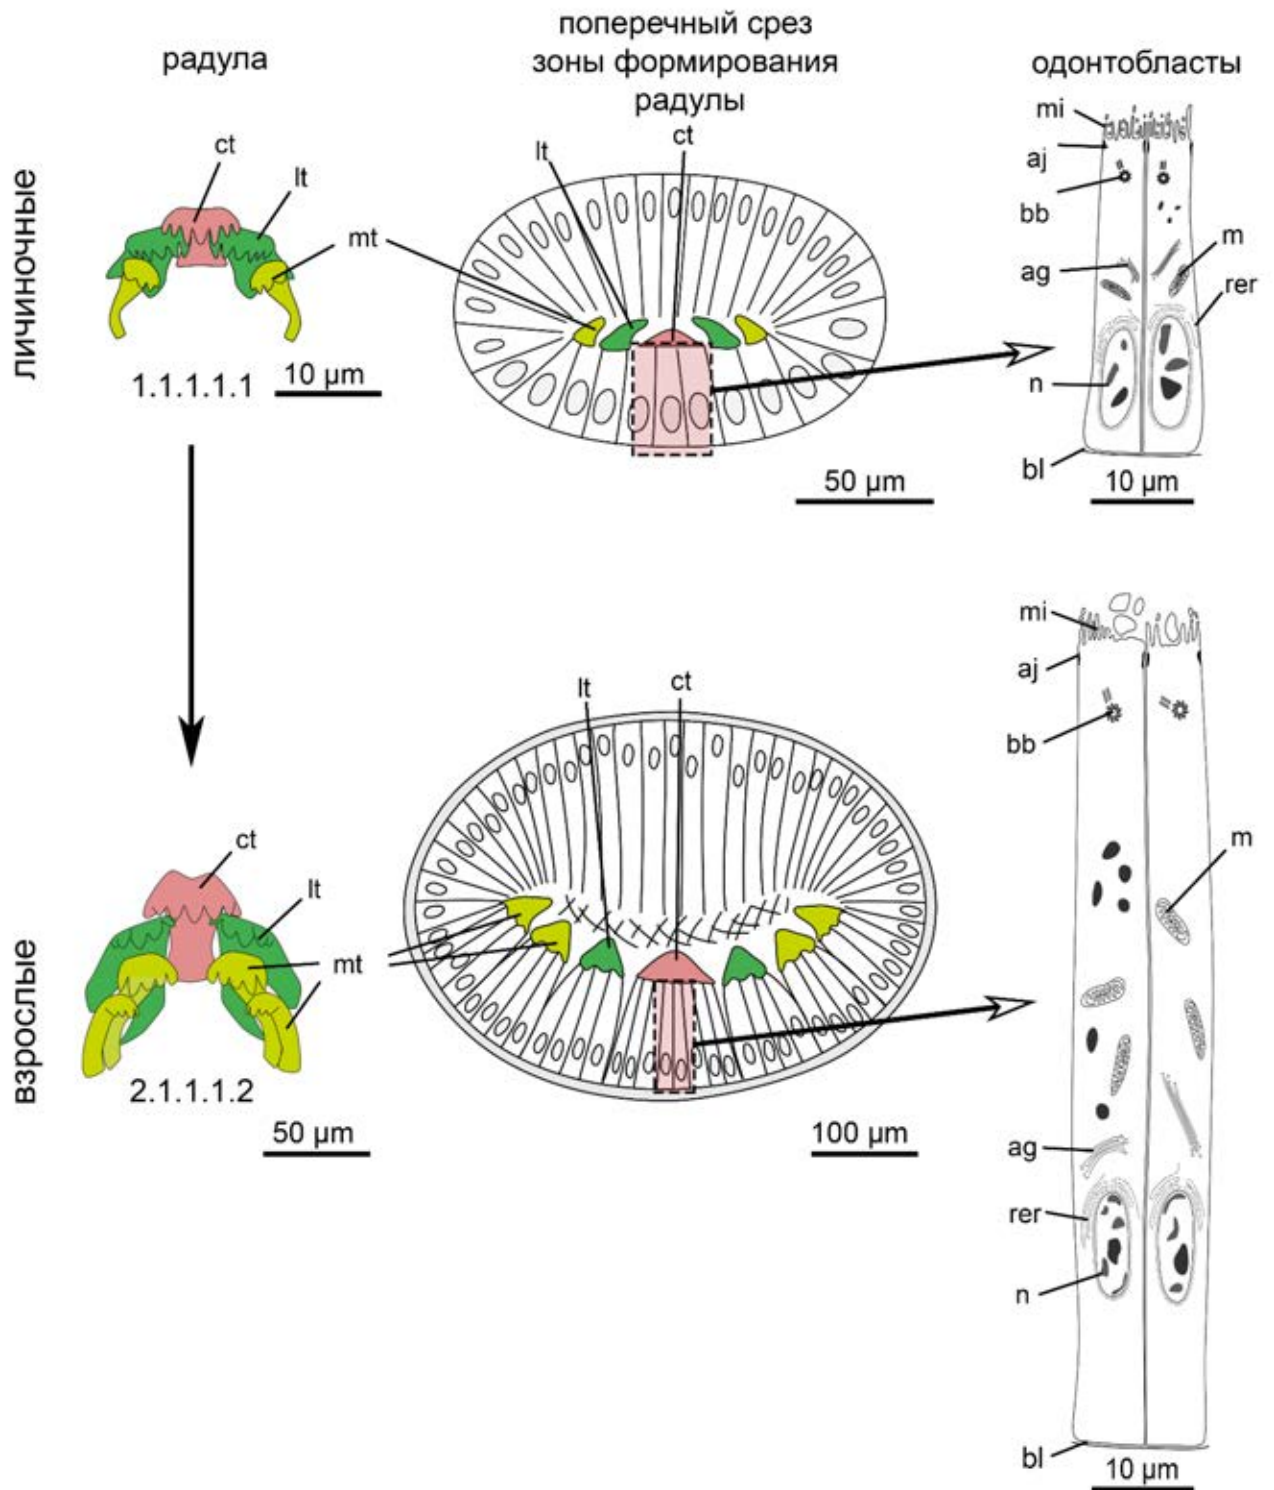 радула
поперечный срез
зоны формирования
радулы
одонтобласты
личиночные
ct
lt
mt
1.1.1.1.1
10 µm
lt
ct
50 µm
mi
aj
bb
ag
n
bl
m
rer
10 µm
взрослые
ct
lt
mt
2.1.1.1.2
50 µm
lt
ct
100 µm
mi
aj
bb
m
ag
rer
n
bl
10 µm